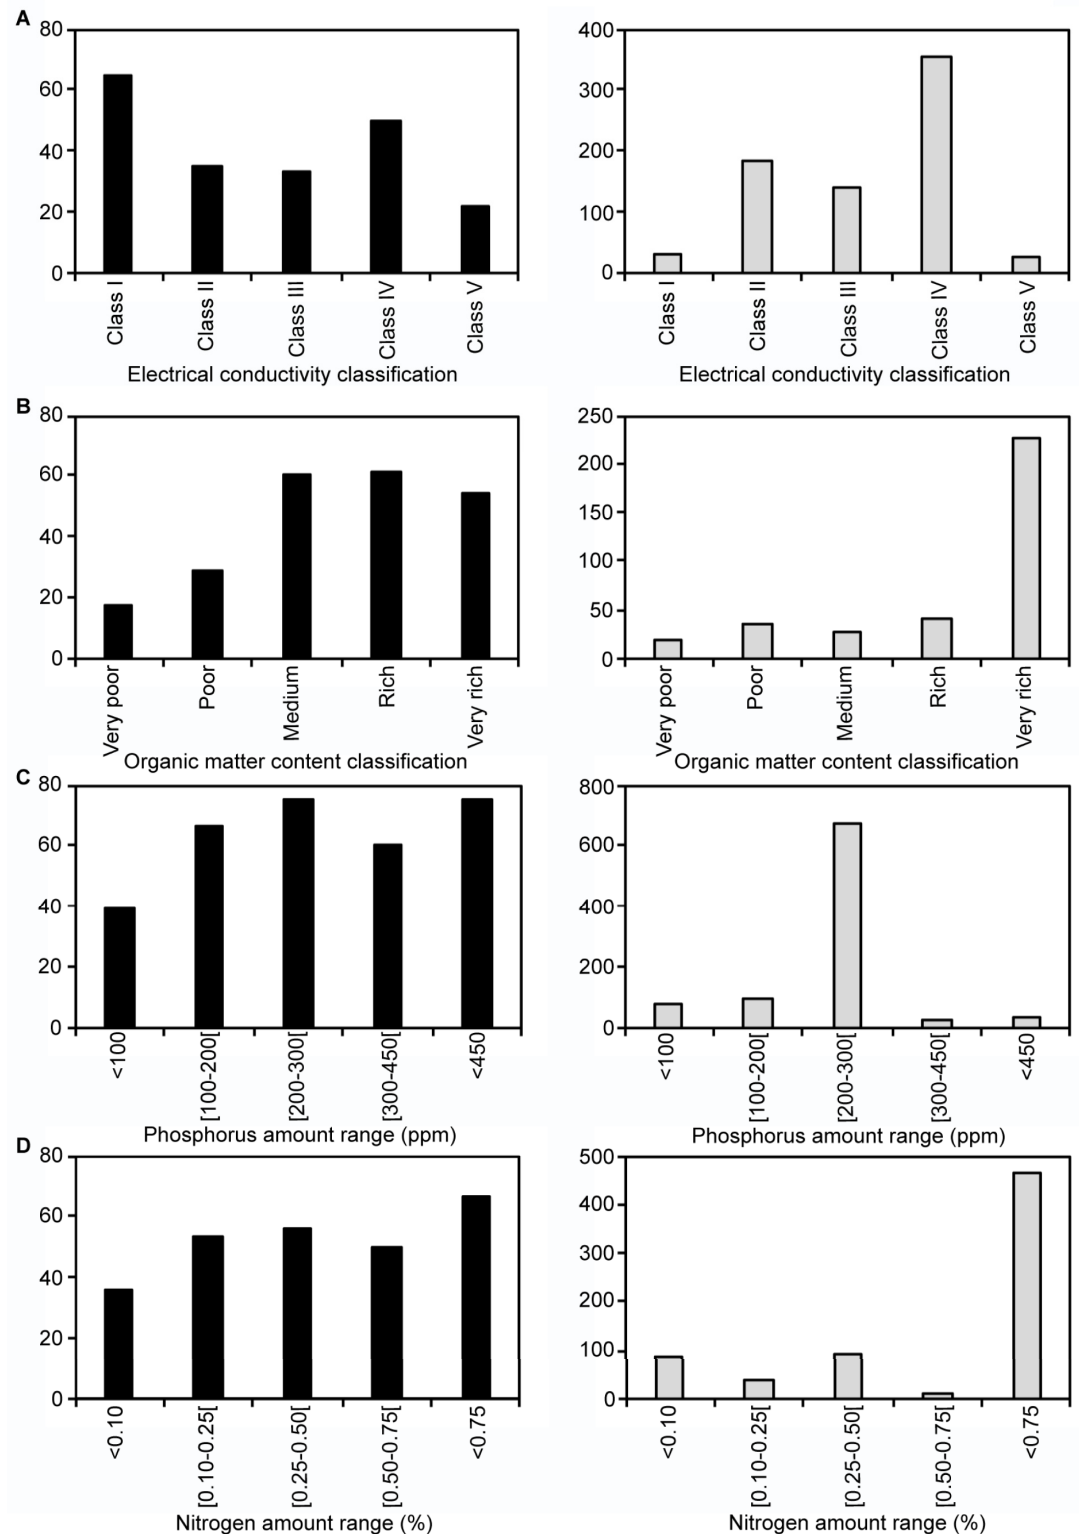 A
80
60
40
20
0
Class I
Class II
Class III
Class IV
Class V
Electrical conductivity classification
400
300
200
100
0
Class I
Class II
Class III
Class IV
Class V
Electrical conductivity classification
B
80
60
40
20
0
Very poor
Poor
Medium
Rich
Very rich
Organic matter content classification
250
200
150
100
50
0
Very poor
Poor
Medium
Rich
Very rich
Organic matter content classification
C
80
60
40
20
0
<100
[100-200[
[200-300[
[300-450[
<450
Phosphorus amount range (ppm)
800
600
400
200
0
<100
[100-200[
[200-300[
[300-450[
<450
Phosphorus amount range (ppm)
D
80
60
40
20
0
<0.10
[0.10-0.25[
[0.25-0.50[
[0.50-0.75[
<0.75
Nitrogen amount range (%)
500
400
300
200
100
0
<0.10
[0.10-0.25[
[0.25-0.50[
[0.50-0.75[
<0.75
Nitrogen amount range (%)